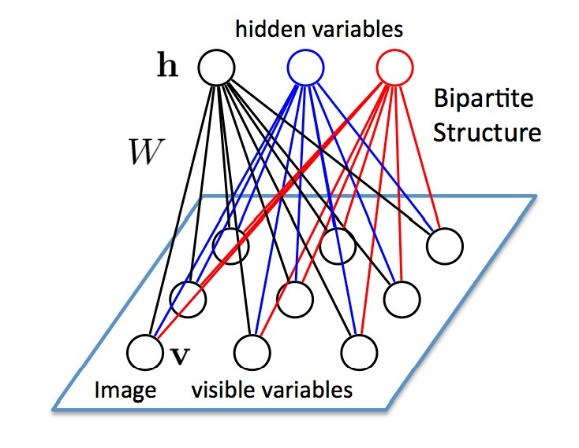 hidden variables
h
Bipartite
Structure
W
v
Image visible variables